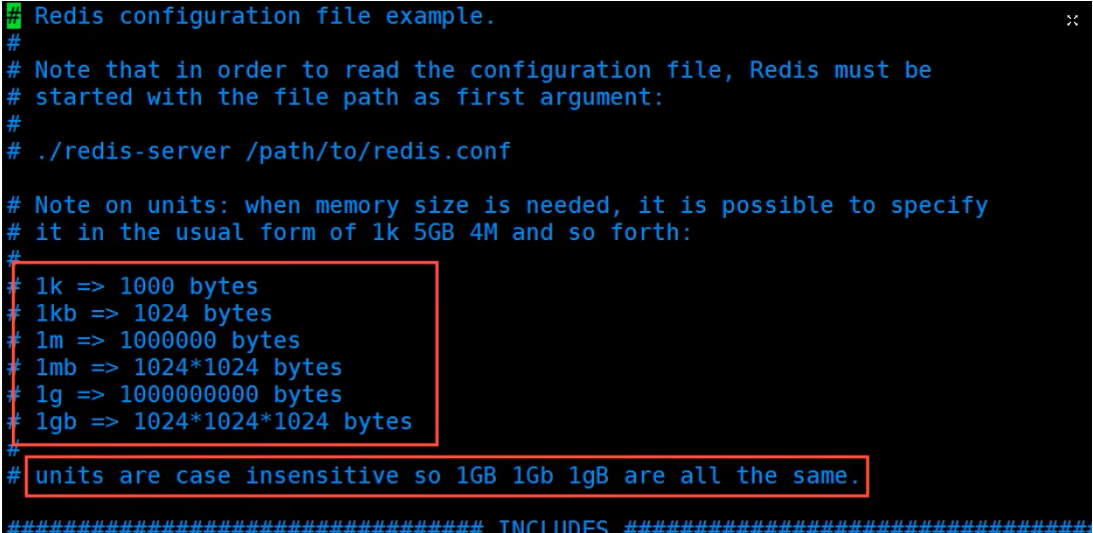 # Redis configuration file example.
#
# Note that in order to read the configuration file, Redis must be
# started with the file path as first argument:
#
# ./redis-server /path/to/redis.conf
# Note on units: when memory size is needed, it is possible to specify
# it in the usual form of 1k 5GB 4M and so forth:
#
# 1k => 1000 bytes
# 1kb => 1024 bytes
# 1m => 1000000 bytes
# 1mb => 1024*1024 bytes
# 1g => 1000000000 bytes
# 1gb => 1024*1024*1024 bytes
#
# units are case insensitive so 1GB 1Gb 1gB are all the same.
################################## INCLUDES #################################